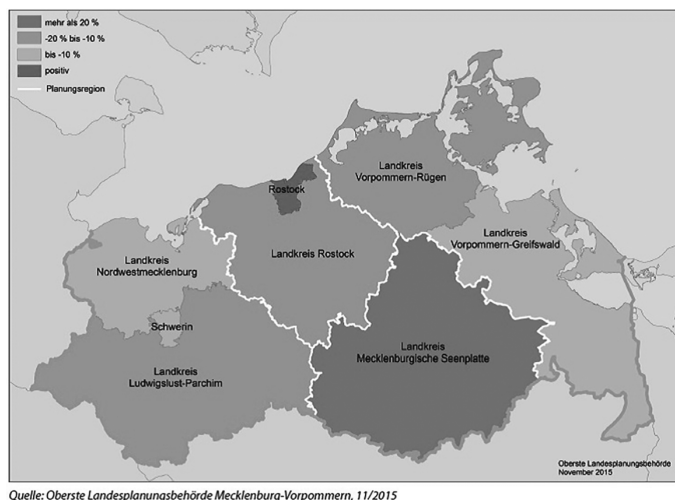 mehr als 20 %
-20 % bis -10 %
bis -10 %
positiv
Planungsregion
Landkreis
Vorpommern-Rügen
Rostock
Landkreis
Vorpommern-Greifswald
Landkreis
Nordwestmecklenburg
Landkreis Rostock
Schwerin
Landkreis
Mecklenburgische Seenplatte
Landkreis
Ludwigslust-Parchim
Oberste Landesplanungsbehörde
November 2015
Quelle: Oberste Landesplanungsbehörde Mecklenburg-Vorpommern, 11/2015